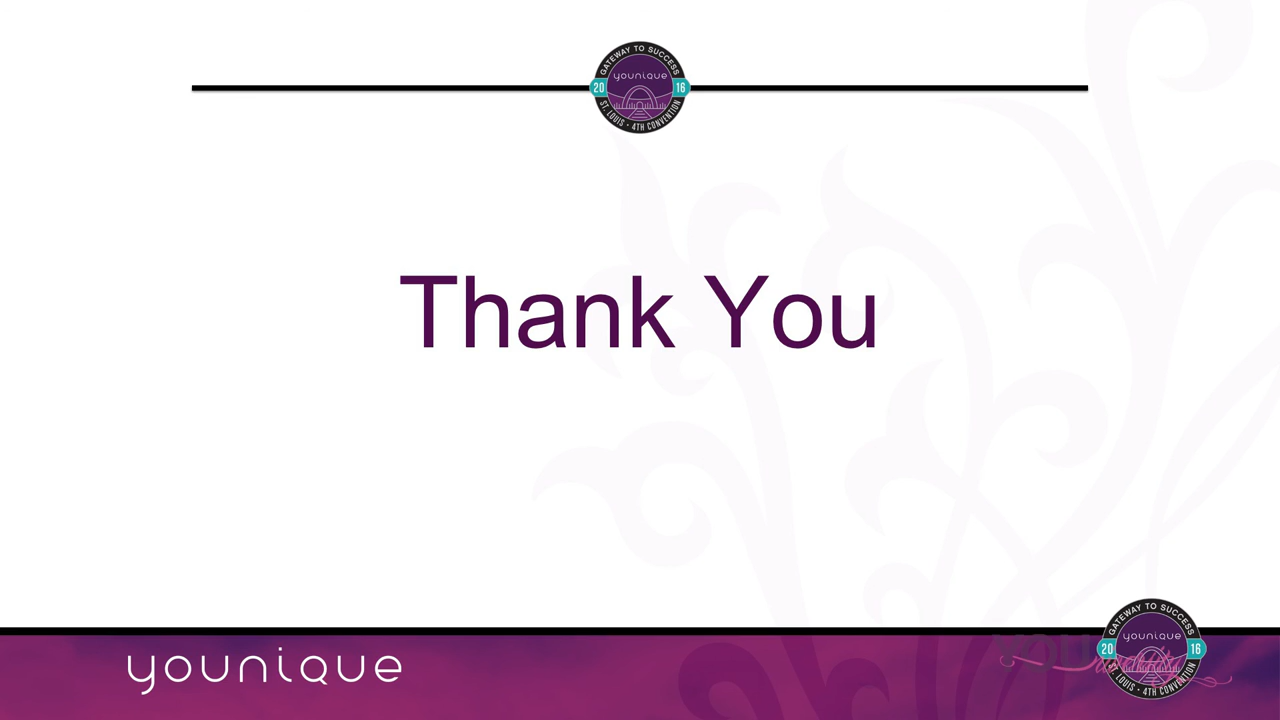 GATEWAY TO SUCCESS
younique
20 16
ST. LOUIS • 4TH CONVENTION
Thank You
younique
GATEWAY TO SUCCESS
younique
20 16
ST. LOUIS • 4TH CONVENTION
YOU